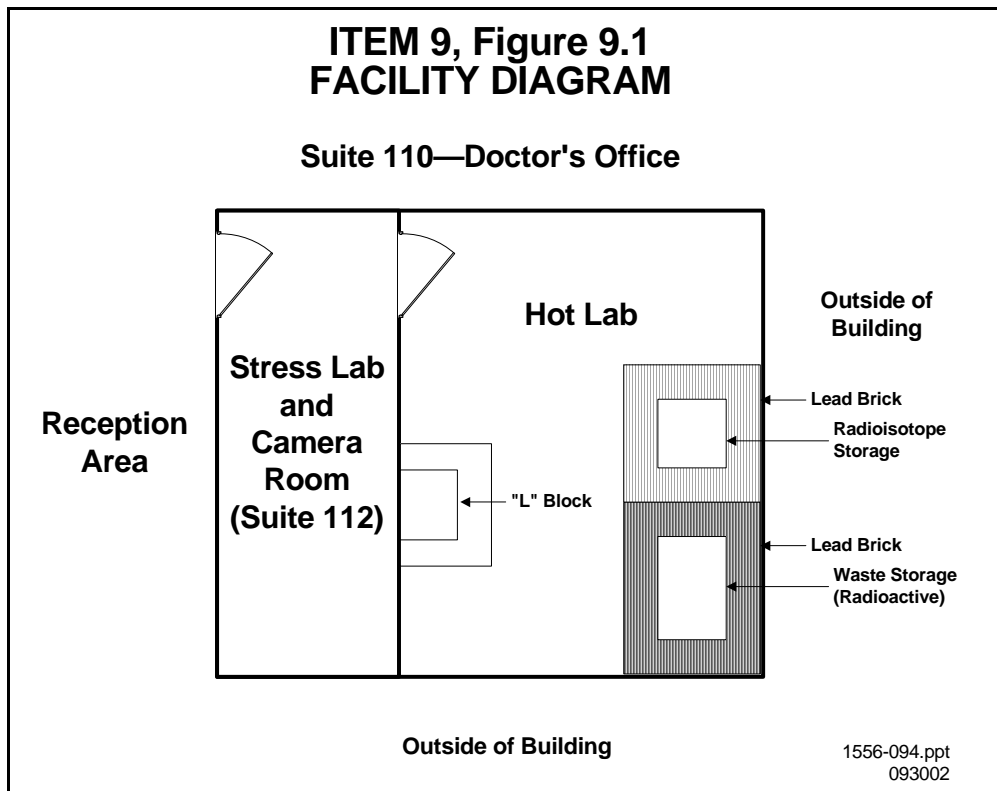 ITEM 9, Figure 9.1
FACILITY DIAGRAM
Suite 110—Doctor's Office
Hot Lab
Outside of
Building
Stress Lab
and
Camera
Room
(Suite 112)
Reception
Area
Lead Brick
Radioisotope
Storage
"L" Block
Lead Brick
Waste Storage
(Radioactive)
Outside of Building
1556-094.ppt
093002